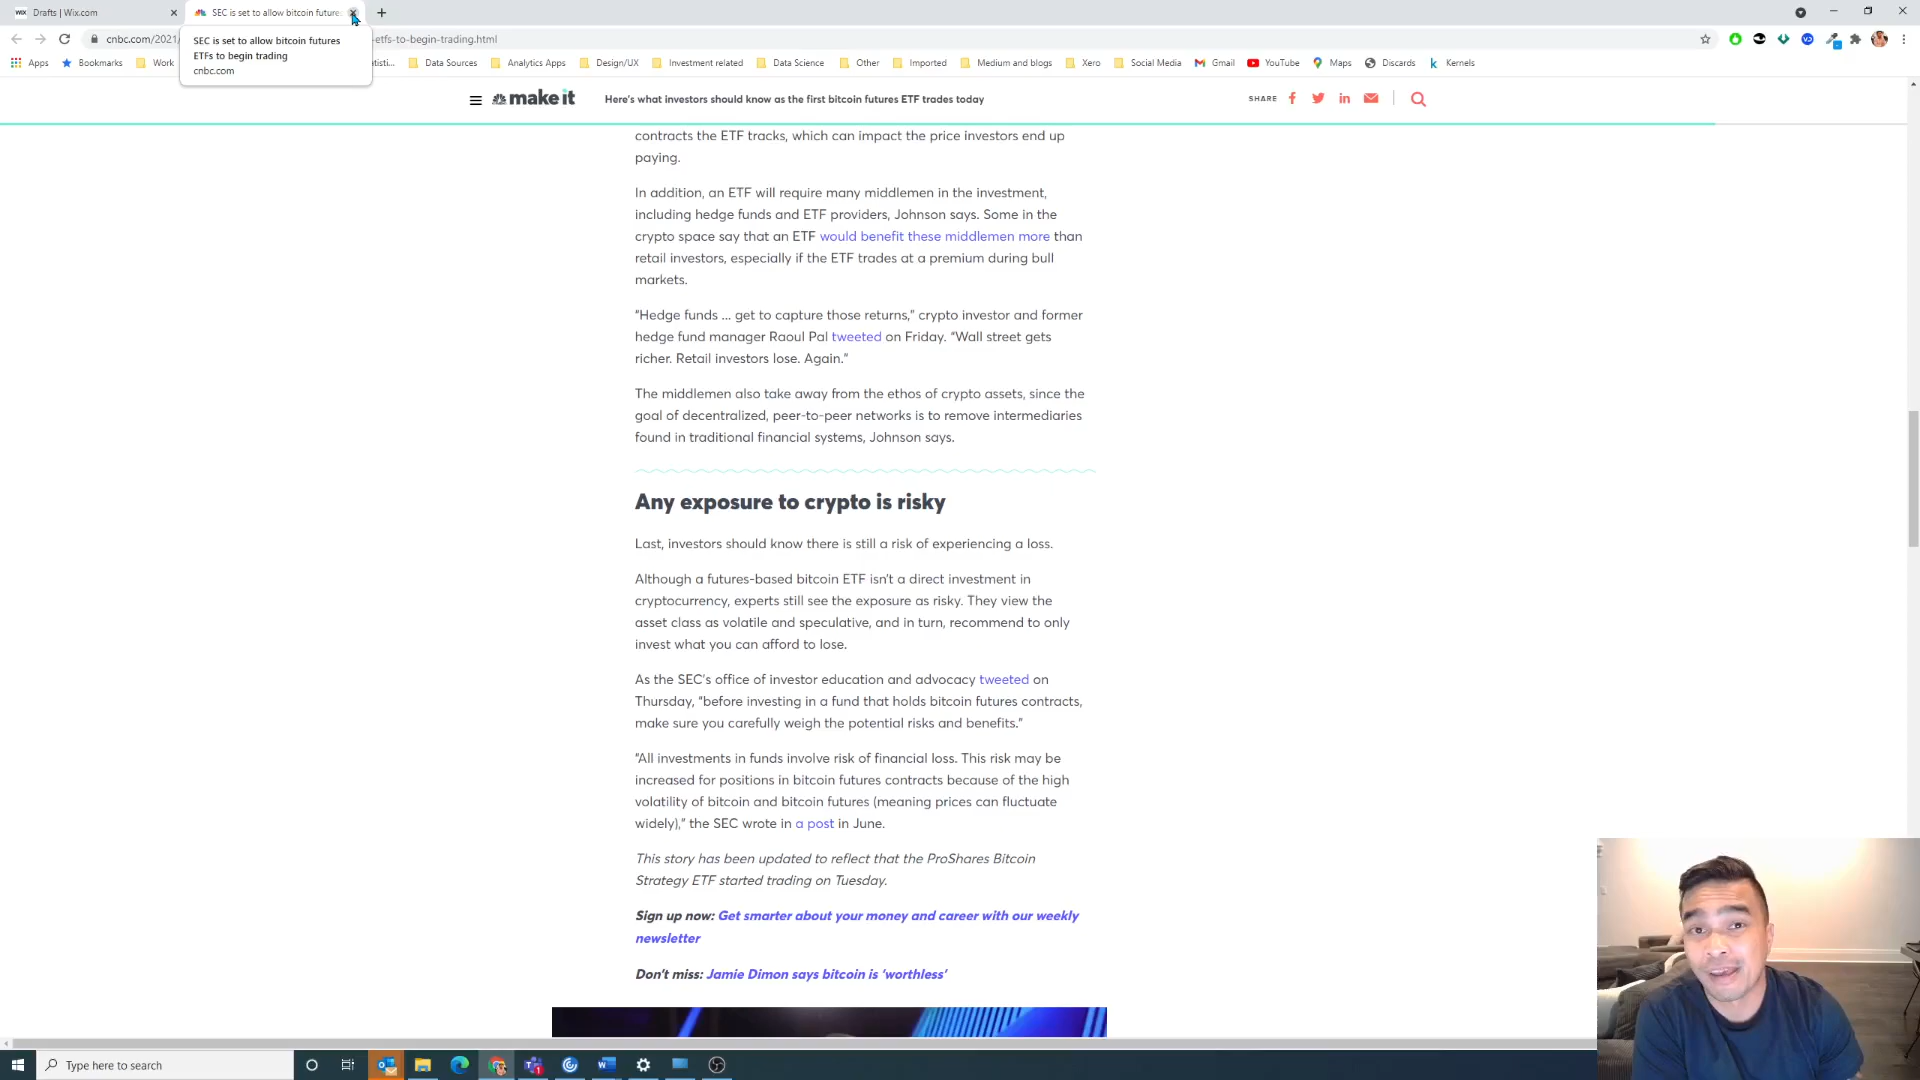 Drafts | Wix.com
SEC is set to allow bitcoin future
cnbc.com/2021/
-etfs-to-begin-trading.html
SEC is set to allow bitcoin futures
ETFs to begin trading
cnbc.com
Apps
Bookmarks
Work
Data Sources
Analytics Apps
Design/UX
Investment related
Data Science
Other
Imported
Medium and blogs
Xero
Social Media
Gmail
YouTube
Maps
Discards
Kernels
make it
Here's what investors should know as the first bitcoin futures ETF trades today
SHARE
contracts the ETF tracks, which can impact the price investors end up
paying.
In addition, an ETF will require many middlemen in the investment,
including hedge funds and ETF providers, Johnson says. Some in the
crypto space say that an ETF would benefit these middlemen more than
retail investors, especially if the ETF trades at a premium during bull
markets.
“Hedge funds ... get to capture those returns,” crypto investor and former
hedge fund manager Raoul Pal tweeted on Friday. “Wall street gets
richer. Retail investors lose. Again.”
The middlemen also take away from the ethos of crypto assets, since the
goal of decentralized, peer-to-peer networks is to remove intermediaries
found in traditional financial systems, Johnson says.
Any exposure to crypto is risky
Last, investors should know there is still a risk of experiencing a loss.
Although a futures-based bitcoin ETF isn’t a direct investment in
cryptocurrency, experts still see the exposure as risky. They view the
asset class as volatile and speculative, and in turn, recommend to only
invest what you can afford to lose.
As the SEC’s office of investor education and advocacy tweeted on
Thursday, “before investing in a fund that holds bitcoin futures contracts,
make sure you carefully weigh the potential risks and benefits.”
“All investments in funds involve risk of financial loss. This risk may be
increased for positions in bitcoin futures contracts because of the high
volatility of bitcoin and bitcoin futures (meaning prices can fluctuate
widely),” the SEC wrote in a post in June.
This story has been updated to reflect that the ProShares Bitcoin
Strategy ETF started trading on Tuesday.
Sign up now: Get smarter about your money and career with our weekly
newsletter
Don’t miss: Jamie Dimon says bitcoin is ‘worthless’
Type here to search